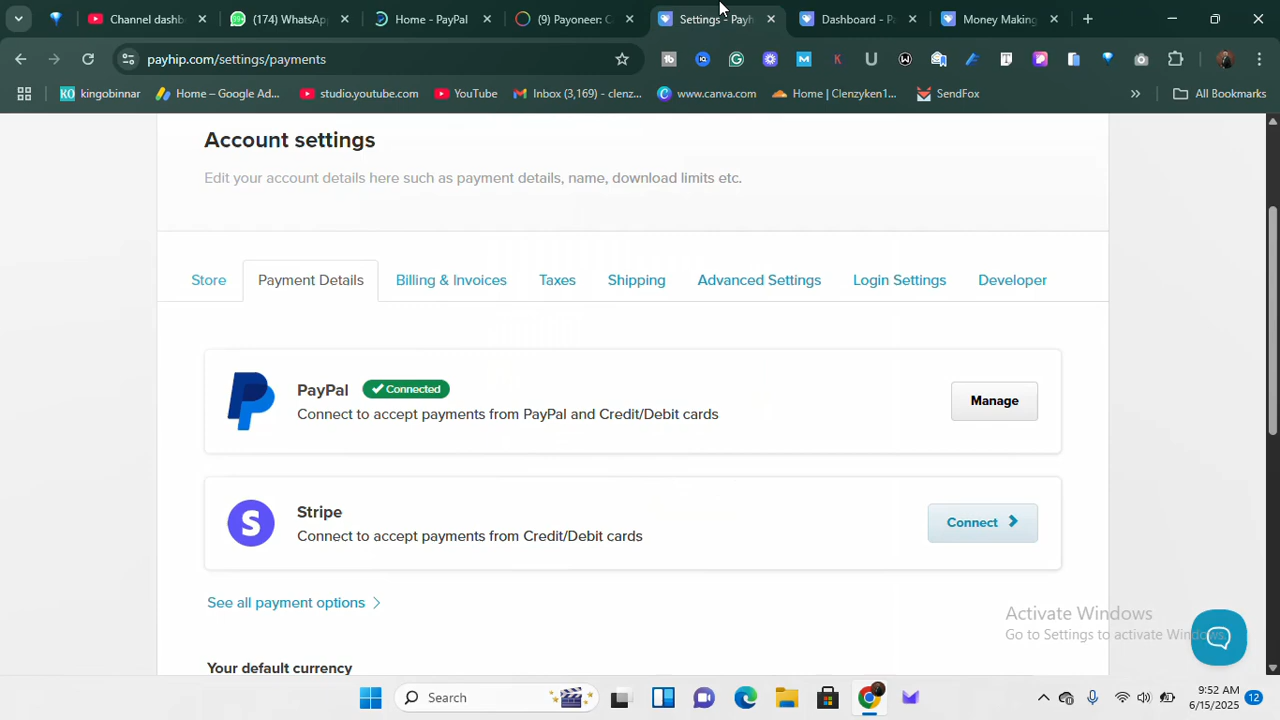 Channel dashb
(174) WhatsApp
Home - PayPal
(9) Payoneer: C
Settings - Payh
Dashboard - Pa
Money Making
payhip.com/settings/payments
kingobinnar
Home – Google Ad...
studio.youtube.com
YouTube
Inbox (3,169) - clenz...
www.canva.com
Home | Clenzyken1...
SendFox
All Bookmarks
Account settings
Edit your account details here such as payment details, name, download limits etc.
Store
Payment Details
Billing & Invoices
Taxes
Shipping
Advanced Settings
Login Settings
Developer
PayPal
Connected
Connect to accept payments from PayPal and Credit/Debit cards
Manage
S
Stripe
Connect to accept payments from Credit/Debit cards
Connect
See all payment options
Activate Windows
Go to Settings to activate Windows.
Your default currency
Search
9:52 AM
6/15/2025
12